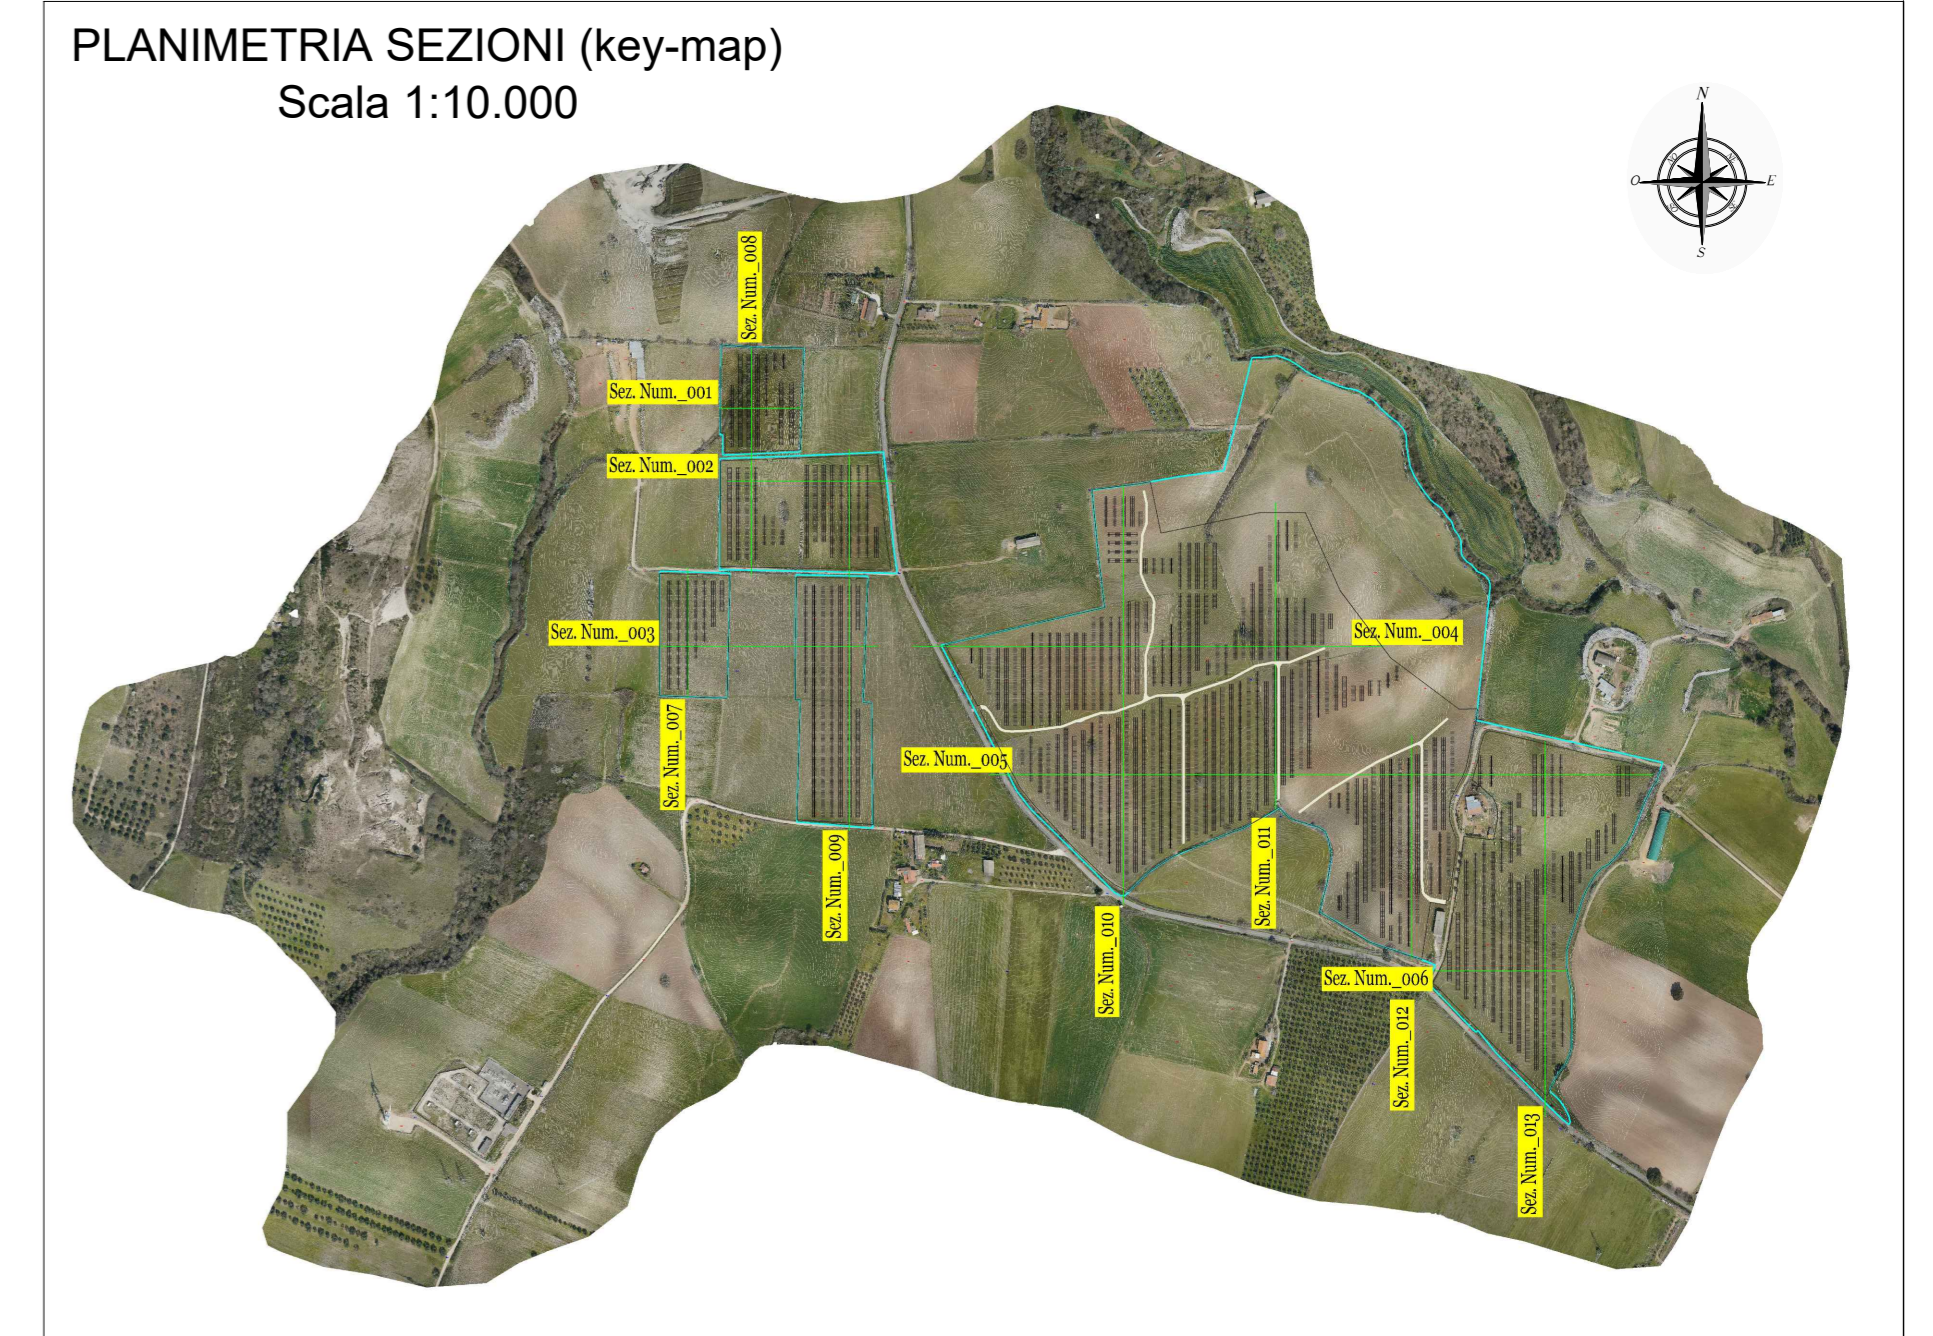 PLANIMETRIA SEZIONI (key-map)
Scala 1:10.000
N
NO
O
E
S
Sez. Num._008
Sez. Num._001
Sez. Num._002
Sez. Num._003
Sez. Num._004
Sez. Num._007
Sez. Num._005
Sez. Num._009
Sez. Num._011
Sez. Num._010
Sez. Num._006
Sez. Num._012
Sez. Num._013